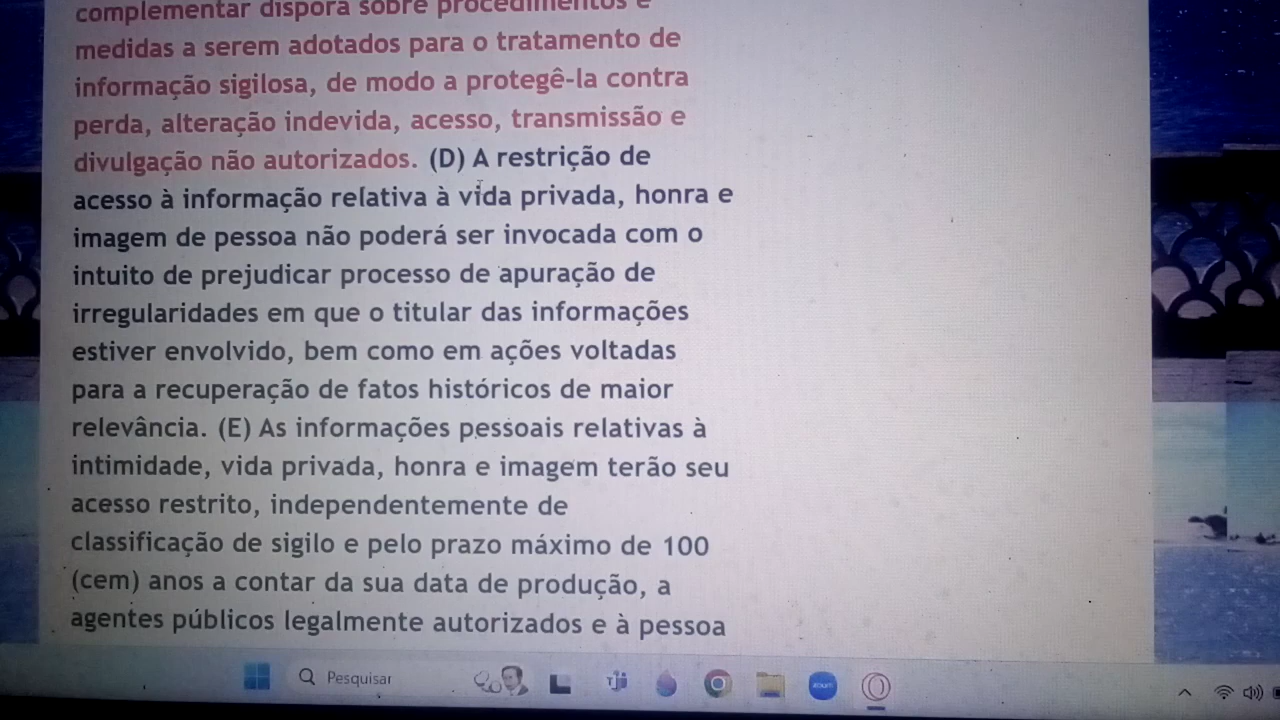 complementar disporá sobre procedimentos e
medidas a serem adotados para o tratamento de
informação sigilosa, de modo a protegê-la contra
perda, alteração indevida, acesso, transmissão e
divulgação não autorizados. (D) A restrição de
acesso à informação relativa à vida privada, honra e
imagem de pessoa não poderá ser invocada com o
intuito de prejudicar processo de apuração de
irregularidades em que o titular das informações
estiver envolvido, bem como em ações voltadas
para a recuperação de fatos históricos de maior
relevância. (E) As informações pessoais relativas à
intimidade, vida privada, honra e imagem terão seu
acesso restrito, independentemente de
classificação de sigilo e pelo prazo máximo de 100
(cem) anos a contar da sua data de produção, a
agentes públicos legalmente autorizados e à pessoa
Pesquisar
zoom